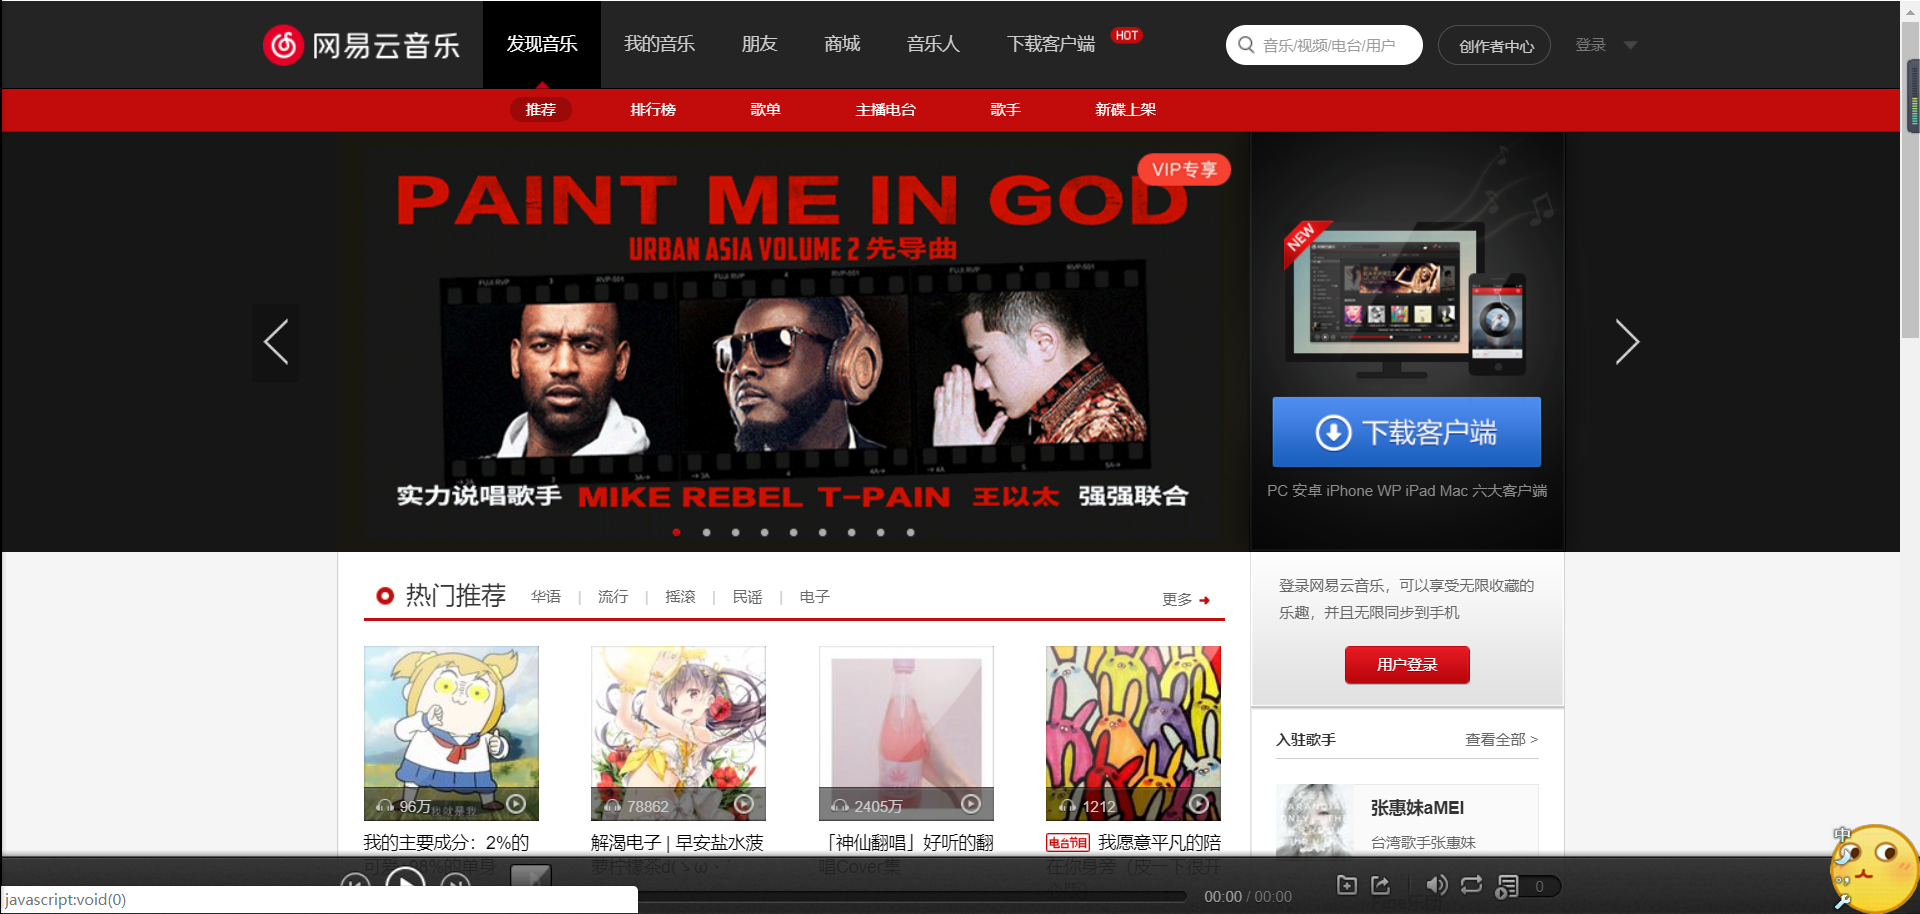 网易云音乐
发现音乐
我的音乐
朋友
商城
音乐人
下载客户端
HOT
音乐/视频/电台/用户
创作者中心
登录
推荐
排行榜
歌单
主播电台
歌手
新碟上架
VIP专享
PAINT ME IN GOD
URBAN ASIA VOLUME 2 先导曲
实力说唱歌手 MIKE REBEL T-PAIN 王以太 强强联合
NEW
下载客户端
PC 安卓 iPhone WP iPad Mac 六大客户端
热门推荐
华语 | 流行 | 摇滚 | 民谣 | 电子
更多
登录网易云音乐，可以享受无限收藏的
乐趣，并且无限同步到手机
用户登录
96万
78862
2405万
1212
我的主要成分：2%的
可爱+98%的单身
解渴电子 | 早安盐水菠
萝柠檬茶
「神仙翻唱」好听的翻
唱Cover集
电台节目 我愿意平凡的陪
在你身旁（皮一下很开
入驻歌手
查看全部 >
张惠妹aMEI
台湾歌手张惠妹
00:00 / 00:00
0
中
javascript:void(0)